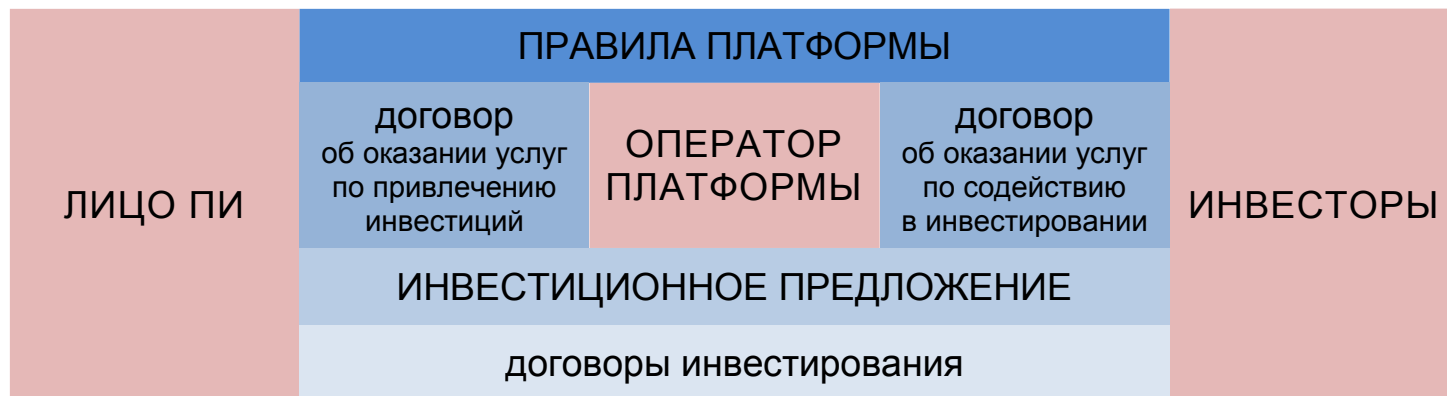 ПРАВИЛА ПЛАТФОРМЫ
ЛИЦО ПИ
договор
об оказании услуг
по привлечению
инвестиций
ОПЕРАТОР
ПЛАТФОРМЫ
договор
об оказании услуг
по содействию
в инвестировании
ИНВЕСТОРЫ
ИНВЕСТИЦИОННОЕ ПРЕДЛОЖЕНИЕ
договоры инвестирования